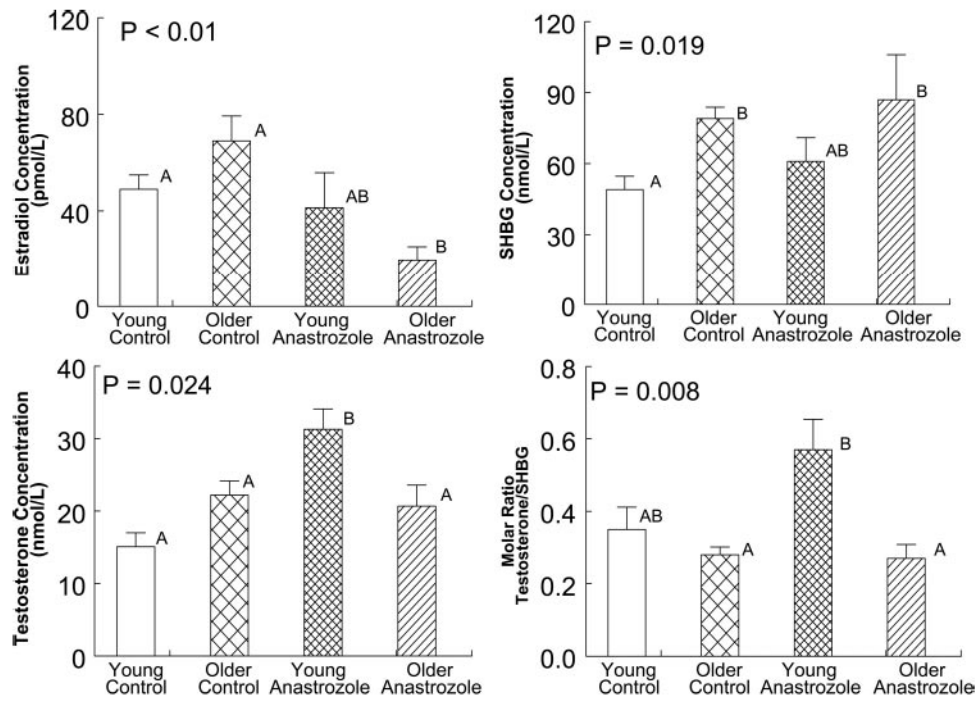 120
80
40
0
P < 0.01
Estradiol Concentration
(pmol/L)
A
A
AB
B
Young
Control
Older
Control
Young
Anastrozole
Older
Anastrozole
120
90
60
30
0
P = 0.019
SHBG Concentration
(nmol/L)
A
B
AB
B
Young
Control
Older
Control
Young
Anastrozole
Older
Anastrozole
40
30
20
10
0
P = 0.024
Testosterone Concentration
(nmol/L)
A
A
B
A
Young
Control
Older
Control
Young
Anastrozole
Older
Anastrozole
0.8
0.6
0.4
0.2
0.0
P = 0.008
Molar Ratio
Testosterone/SHBG
AB
A
B
A
Young
Control
Older
Control
Young
Anastrozole
Older
Anastrozole